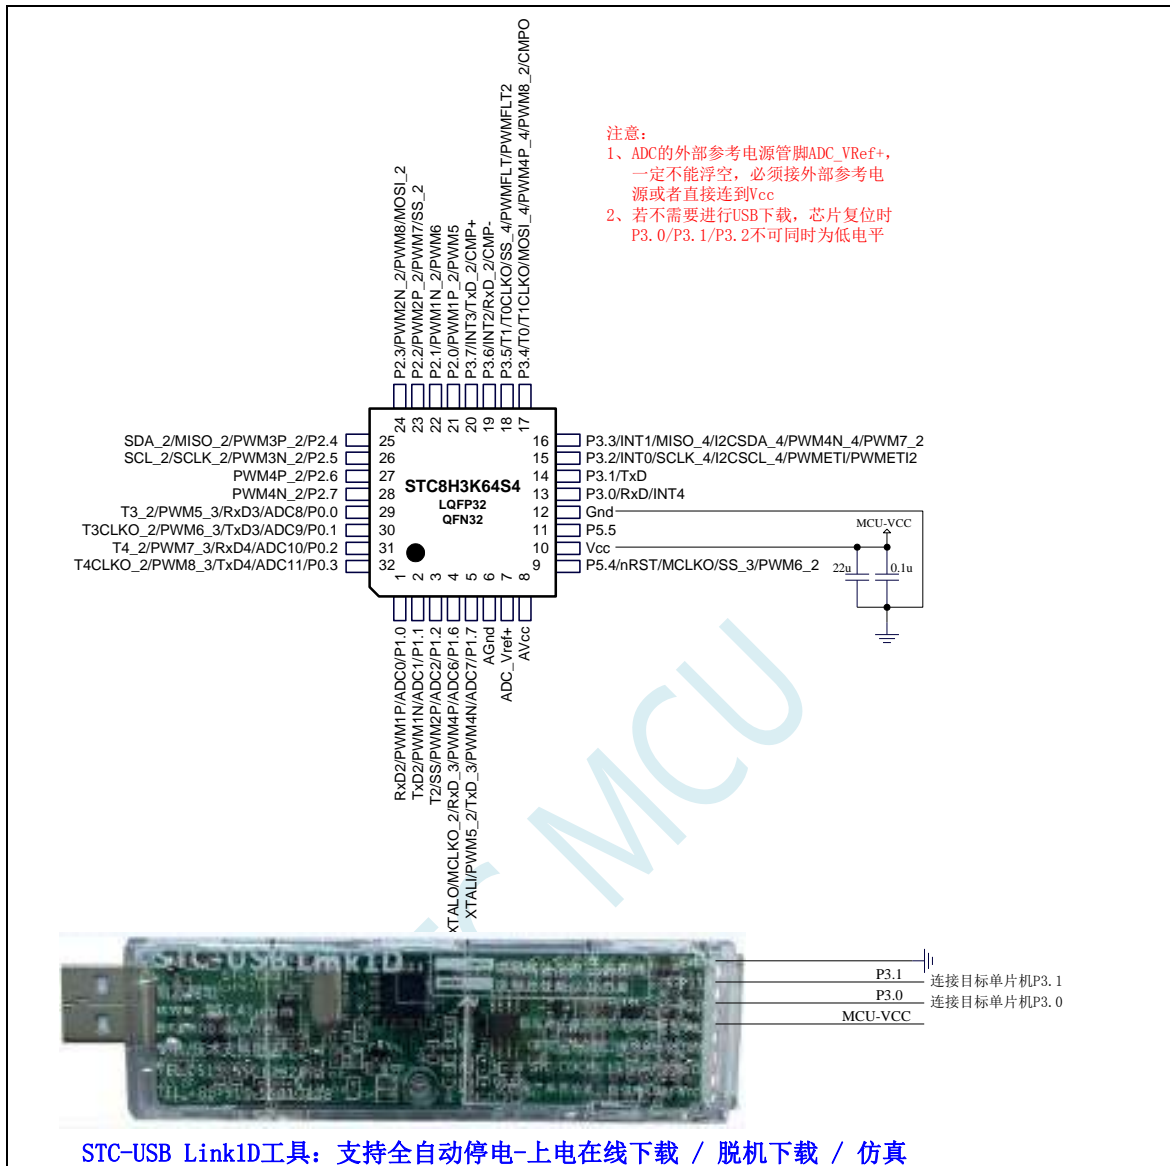 注意：
1、ADC的外部参考电源管脚ADC_VRef+，
一定不能浮空，必须接外部参考电
源或者直接连到Vcc
2、若不需要进行USB下载，芯片复位时
P3.0/P3.1/P3.2不可同时为低电平
P2.3/PWM2N_2/PWM8/MOSI_2
P2.2/PWM2P_2/PWM7/SS_2
P2.1/PWM1N_2/PWM6
P2.0/PWM1P_2/PWM5
P3.7/INT3/TxD_2/CMP+
P3.6/INT2/RxD_2/CMP-
P3.5/T1/T0CLKO/SS_4/PWMFLT/PWMFLT2
P3.4/T0/T1CLKO/MOSI_4/PWM4P_4/PWM8_2/CMPO
24
23
22
21
20
19
18
17
SDA_2/MISO_2/PWM3P_2/P2.4
SCL_2/SCLK_2/PWM3N_2/P2.5
PWM4P_2/P2.6
PWM4N_2/P2.7
T3_2/PWM5_3/RxD3/ADC8/P0.0
T3CLKO_2/PWM6_3/TxD3/ADC9/P0.1
T4_2/PWM7_3/RxD4/ADC10/P0.2
T4CLKO_2/PWM8_3/TxD4/ADC11/P0.3
25
26
27
28
29
30
31
32
STC8H3K64S4
LQFP32
QFN32
16
15
14
13
12
11
10
9
P3.3/INT1/MISO_4/I2CSDA_4/PWM4N_4/PWM7_2
P3.2/INT0/SCLK_4/I2CSCL_4/PWMETI/PWMETI2
P3.1/TxD
P3.0/RxD/INT4
Gnd
P5.5
Vcc
P5.4/nRST/MCLKO/SS_3/PWM6_2
MCU-VCC
22u
0.1u
1
2
3
4
5
6
7
8
RxD2/PWM1P/ADC0/P1.0
TxD2/PWM1N/ADC1/P1.1
T2/SS/PWM2P/ADC2/P1.2
XTALO/MCLKO_2/RxD_3/PWM4P/ADC6/P1.6
XTALI/PWM5_2/TxD_3/PWM4N/ADC7/P1.7
AGnd
ADC_Vref+
AVcc
MCU
STC-USB Link1D
P3.1
连接目标单片机P3.1
P3.0
连接目标单片机P3.0
MCU-VCC
STC-USB Link1D工具：支持全自动停电-上电在线下载 / 脱机下载 / 仿真